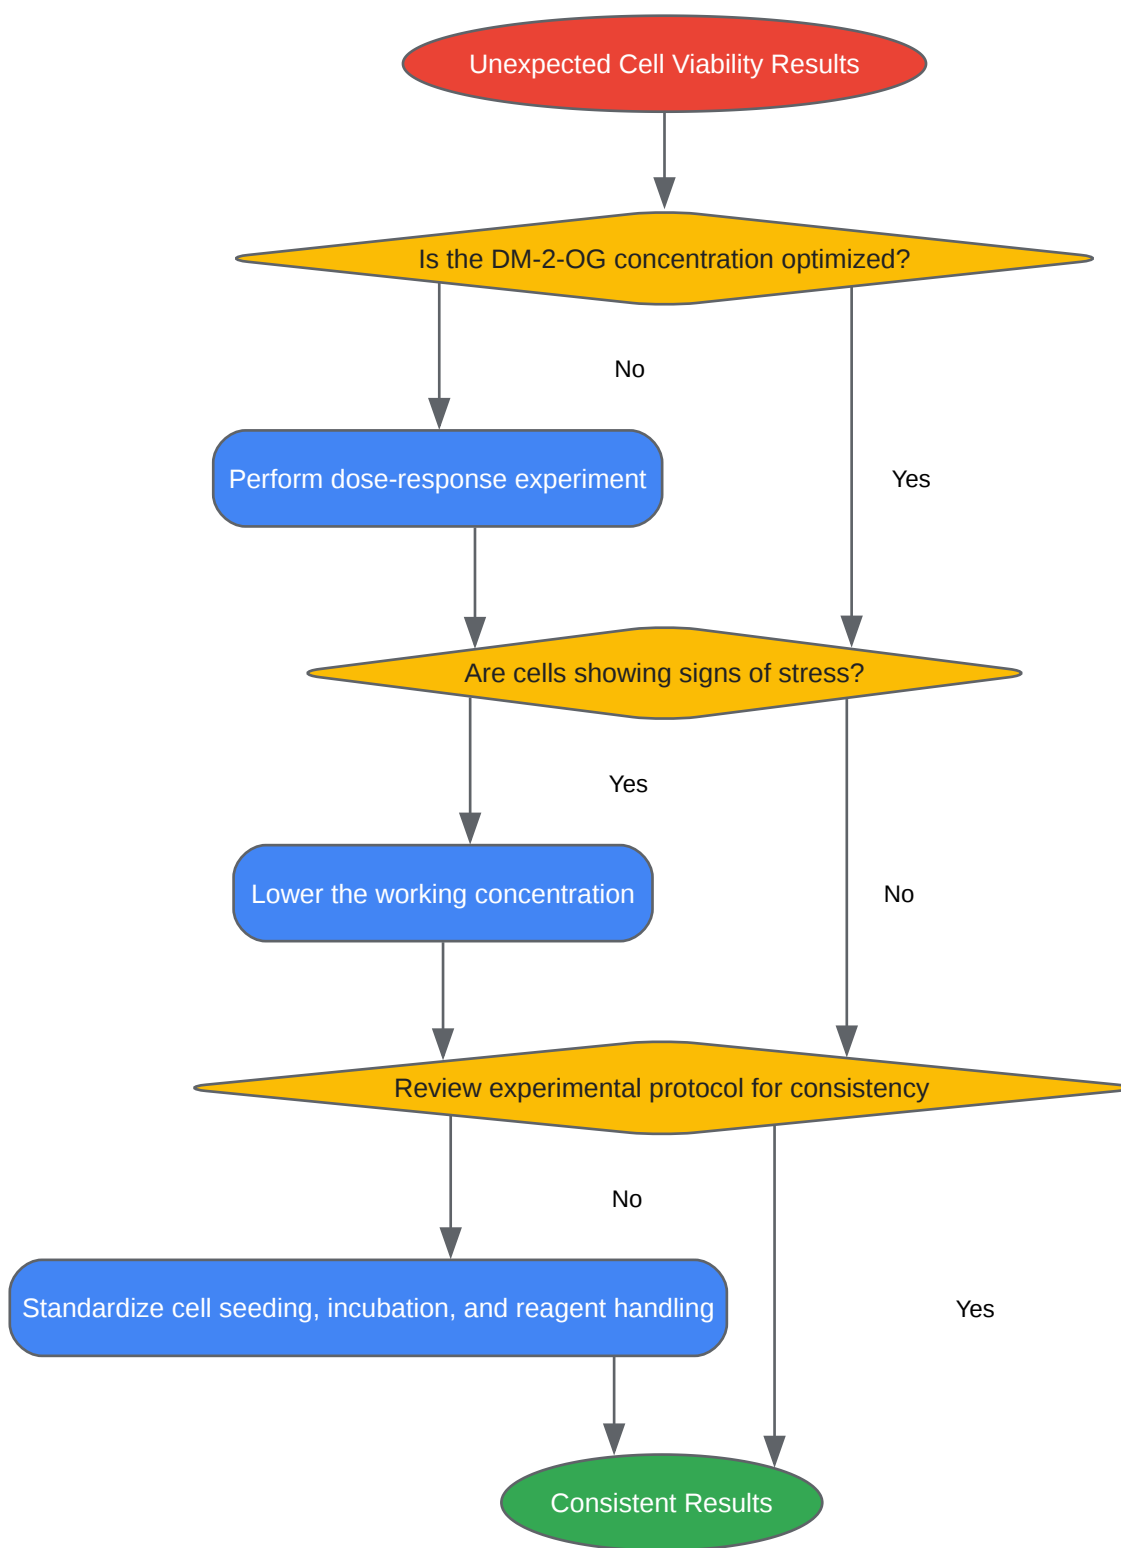 Unexpected Cell Viability Results
Is the DM-2-OG concentration optimized?
No
Perform dose-response experiment
Yes
Are cells showing signs of stress?
Yes
Lower the working concentration
No
Review experimental protocol for consistency
No
Standardize cell seeding, incubation, and reagent handling
Yes
Consistent Results